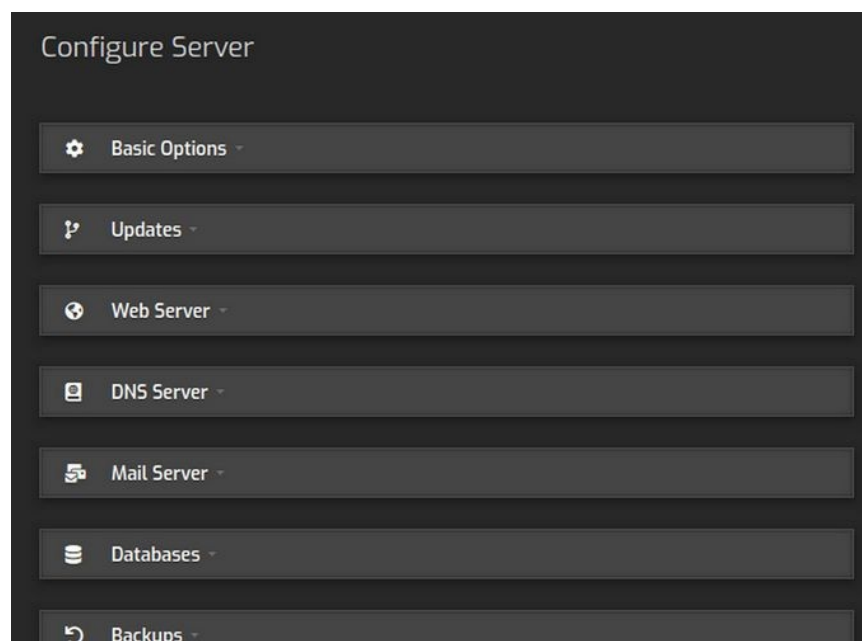 Configure Server
Basic Options
Updates
Web Server
DNS Server
Mail Server
Databases
Backups